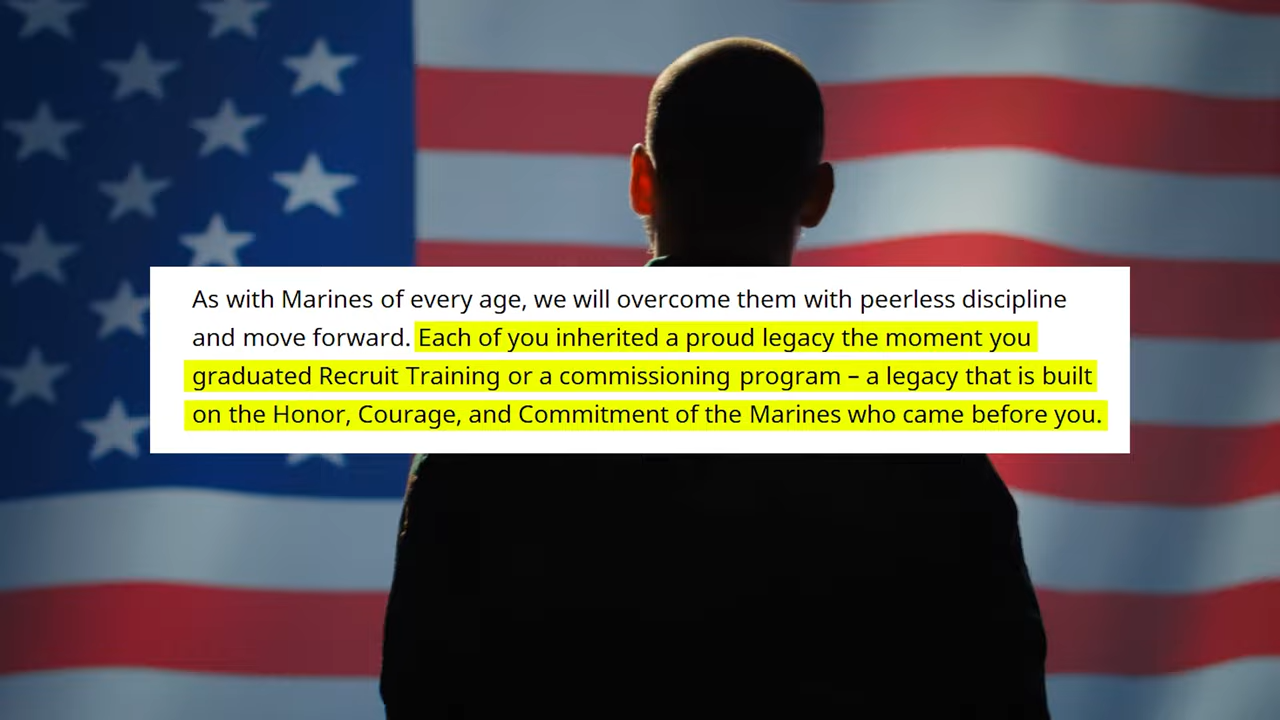 As with Marines of every age, we will overcome them with peerless discipline
and move forward. Each of you inherited a proud legacy the moment you
graduated Recruit Training or a commissioning program – a legacy that is built
on the Honor, Courage, and Commitment of the Marines who came before you.